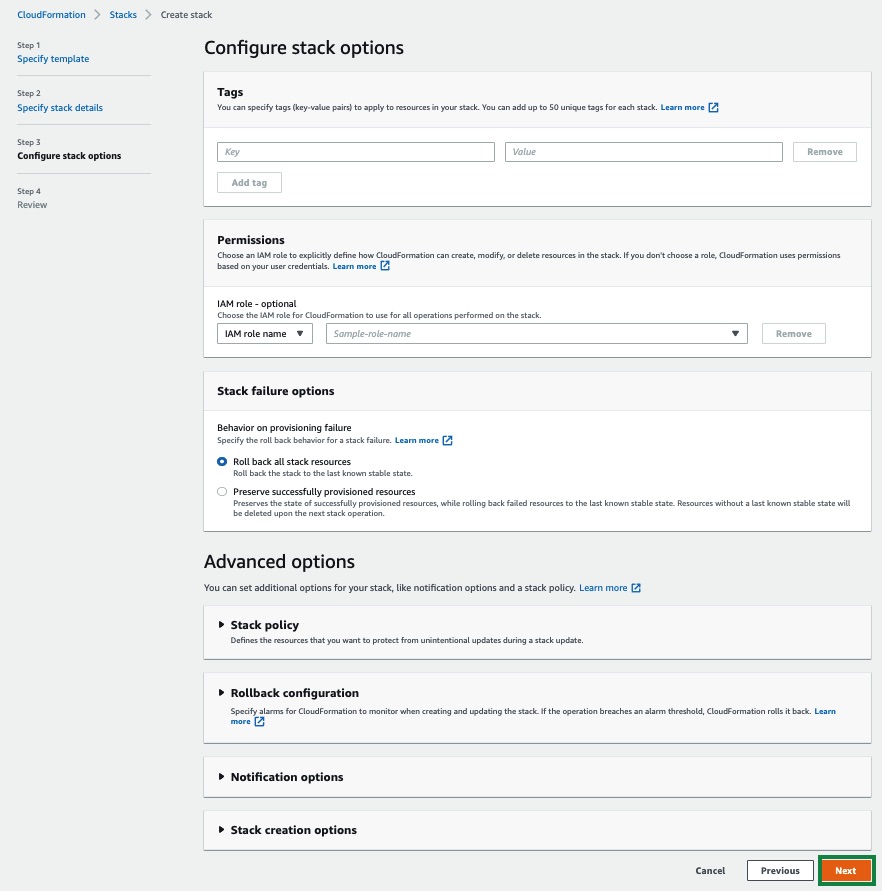 CloudFormation > Stacks > Create stack
Step 1
Specify template
Step 2
Specify stack details
Step 3
Configure stack options
Step 4
Review
Configure stack options
Tags
You can specify tags (key-value pairs) to apply to resources in your stack. You can add up to 50 unique tags for each stack. Learn more
Key
Value
Remove
Add tag
Permissions
Choose an IAM role to explicitly define how CloudFormation can create, modify, or delete resources in the stack. If you don't choose a role, CloudFormation uses permissions
based on your user credentials. Learn more
IAM role - optional
Choose the IAM role for CloudFormation to use for all operations performed on the stack.
IAM role name
Sample-role-name
Remove
Stack failure options
Behavior on provisioning failure
Specify the roll back behavior for a stack failure. Learn more
Roll back all stack resources
Roll back the stack to the last known stable state.
Preserve successfully provisioned resources
Preserves the state of successfully provisioned resources, while rolling back failed resources to the last known stable state. Resources without a last known stable state will
be deleted upon the next stack operation.
Advanced options
You can set additional options for your stack, like notification options and a stack policy. Learn more
Stack policy
Defines the resources that you want to protect from unintentional updates during a stack update.
Rollback configuration
Specify alarms for CloudFormation to monitor when creating and updating the stack. If the operation breaches an alarm threshold, CloudFormation rolls it back. Learn
more
Notification options
Stack creation options
Cancel
Previous
Next